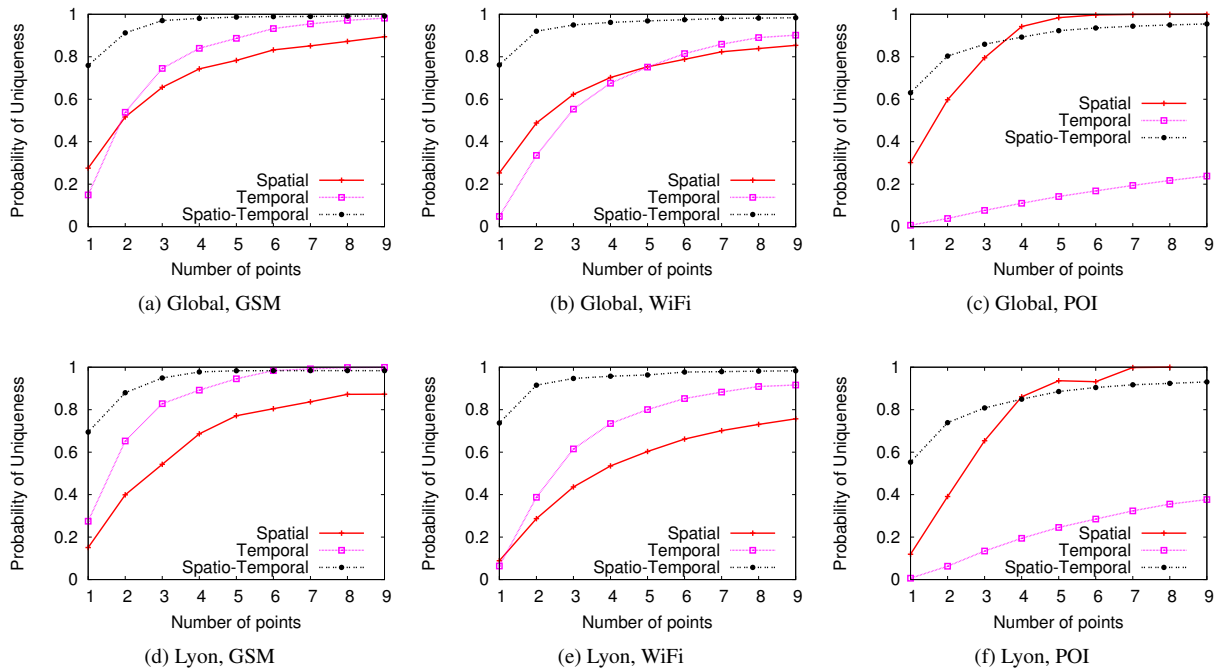 Probability of Uniqueness
1
0.8
0.6
0.4
0.2
0
Spatial
Temporal
Spatio-Temporal
1 2 3 4 5 6 7 8 9
Number of points
(a) Global, GSM
Probability of Uniqueness
1
0.8
0.6
0.4
0.2
0
Spatial
Temporal
Spatio-Temporal
1 2 3 4 5 6 7 8 9
Number of points
(b) Global, WiFi
Probability of Uniqueness
1
0.8
0.6
0.4
0.2
0
Spatial
Temporal
Spatio-Temporal
1 2 3 4 5 6 7 8 9
Number of points
(c) Global, POI
Probability of Uniqueness
1
0.8
0.6
0.4
0.2
0
Spatial
Temporal
Spatio-Temporal
1 2 3 4 5 6 7 8 9
Number of points
(d) Lyon, GSM
Probability of Uniqueness
1
0.8
0.6
0.4
0.2
0
Spatial
Temporal
Spatio-Temporal
1 2 3 4 5 6 7 8 9
Number of points
(e) Lyon, WiFi
Probability of Uniqueness
1
0.8
0.6
0.4
0.2
0
Spatial
Temporal
Spatio-Temporal
1 2 3 4 5 6 7 8 9
Number of points
(f) Lyon, POI